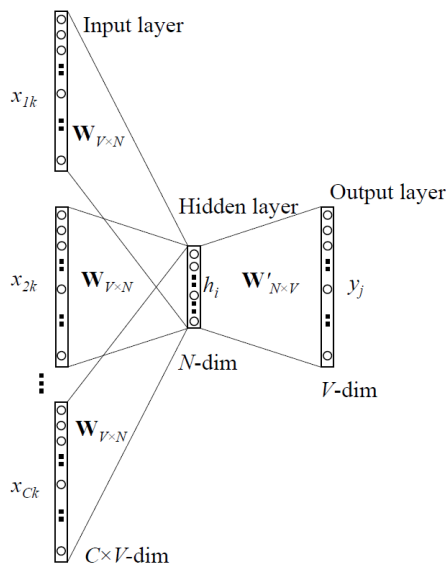 Input layer
x1k
WV×N
Hidden layer
Output layer
x2k
WV×N
hi
W'N×V
yj
N-dim
V-dim
WV×N
xCk
C×V-dim